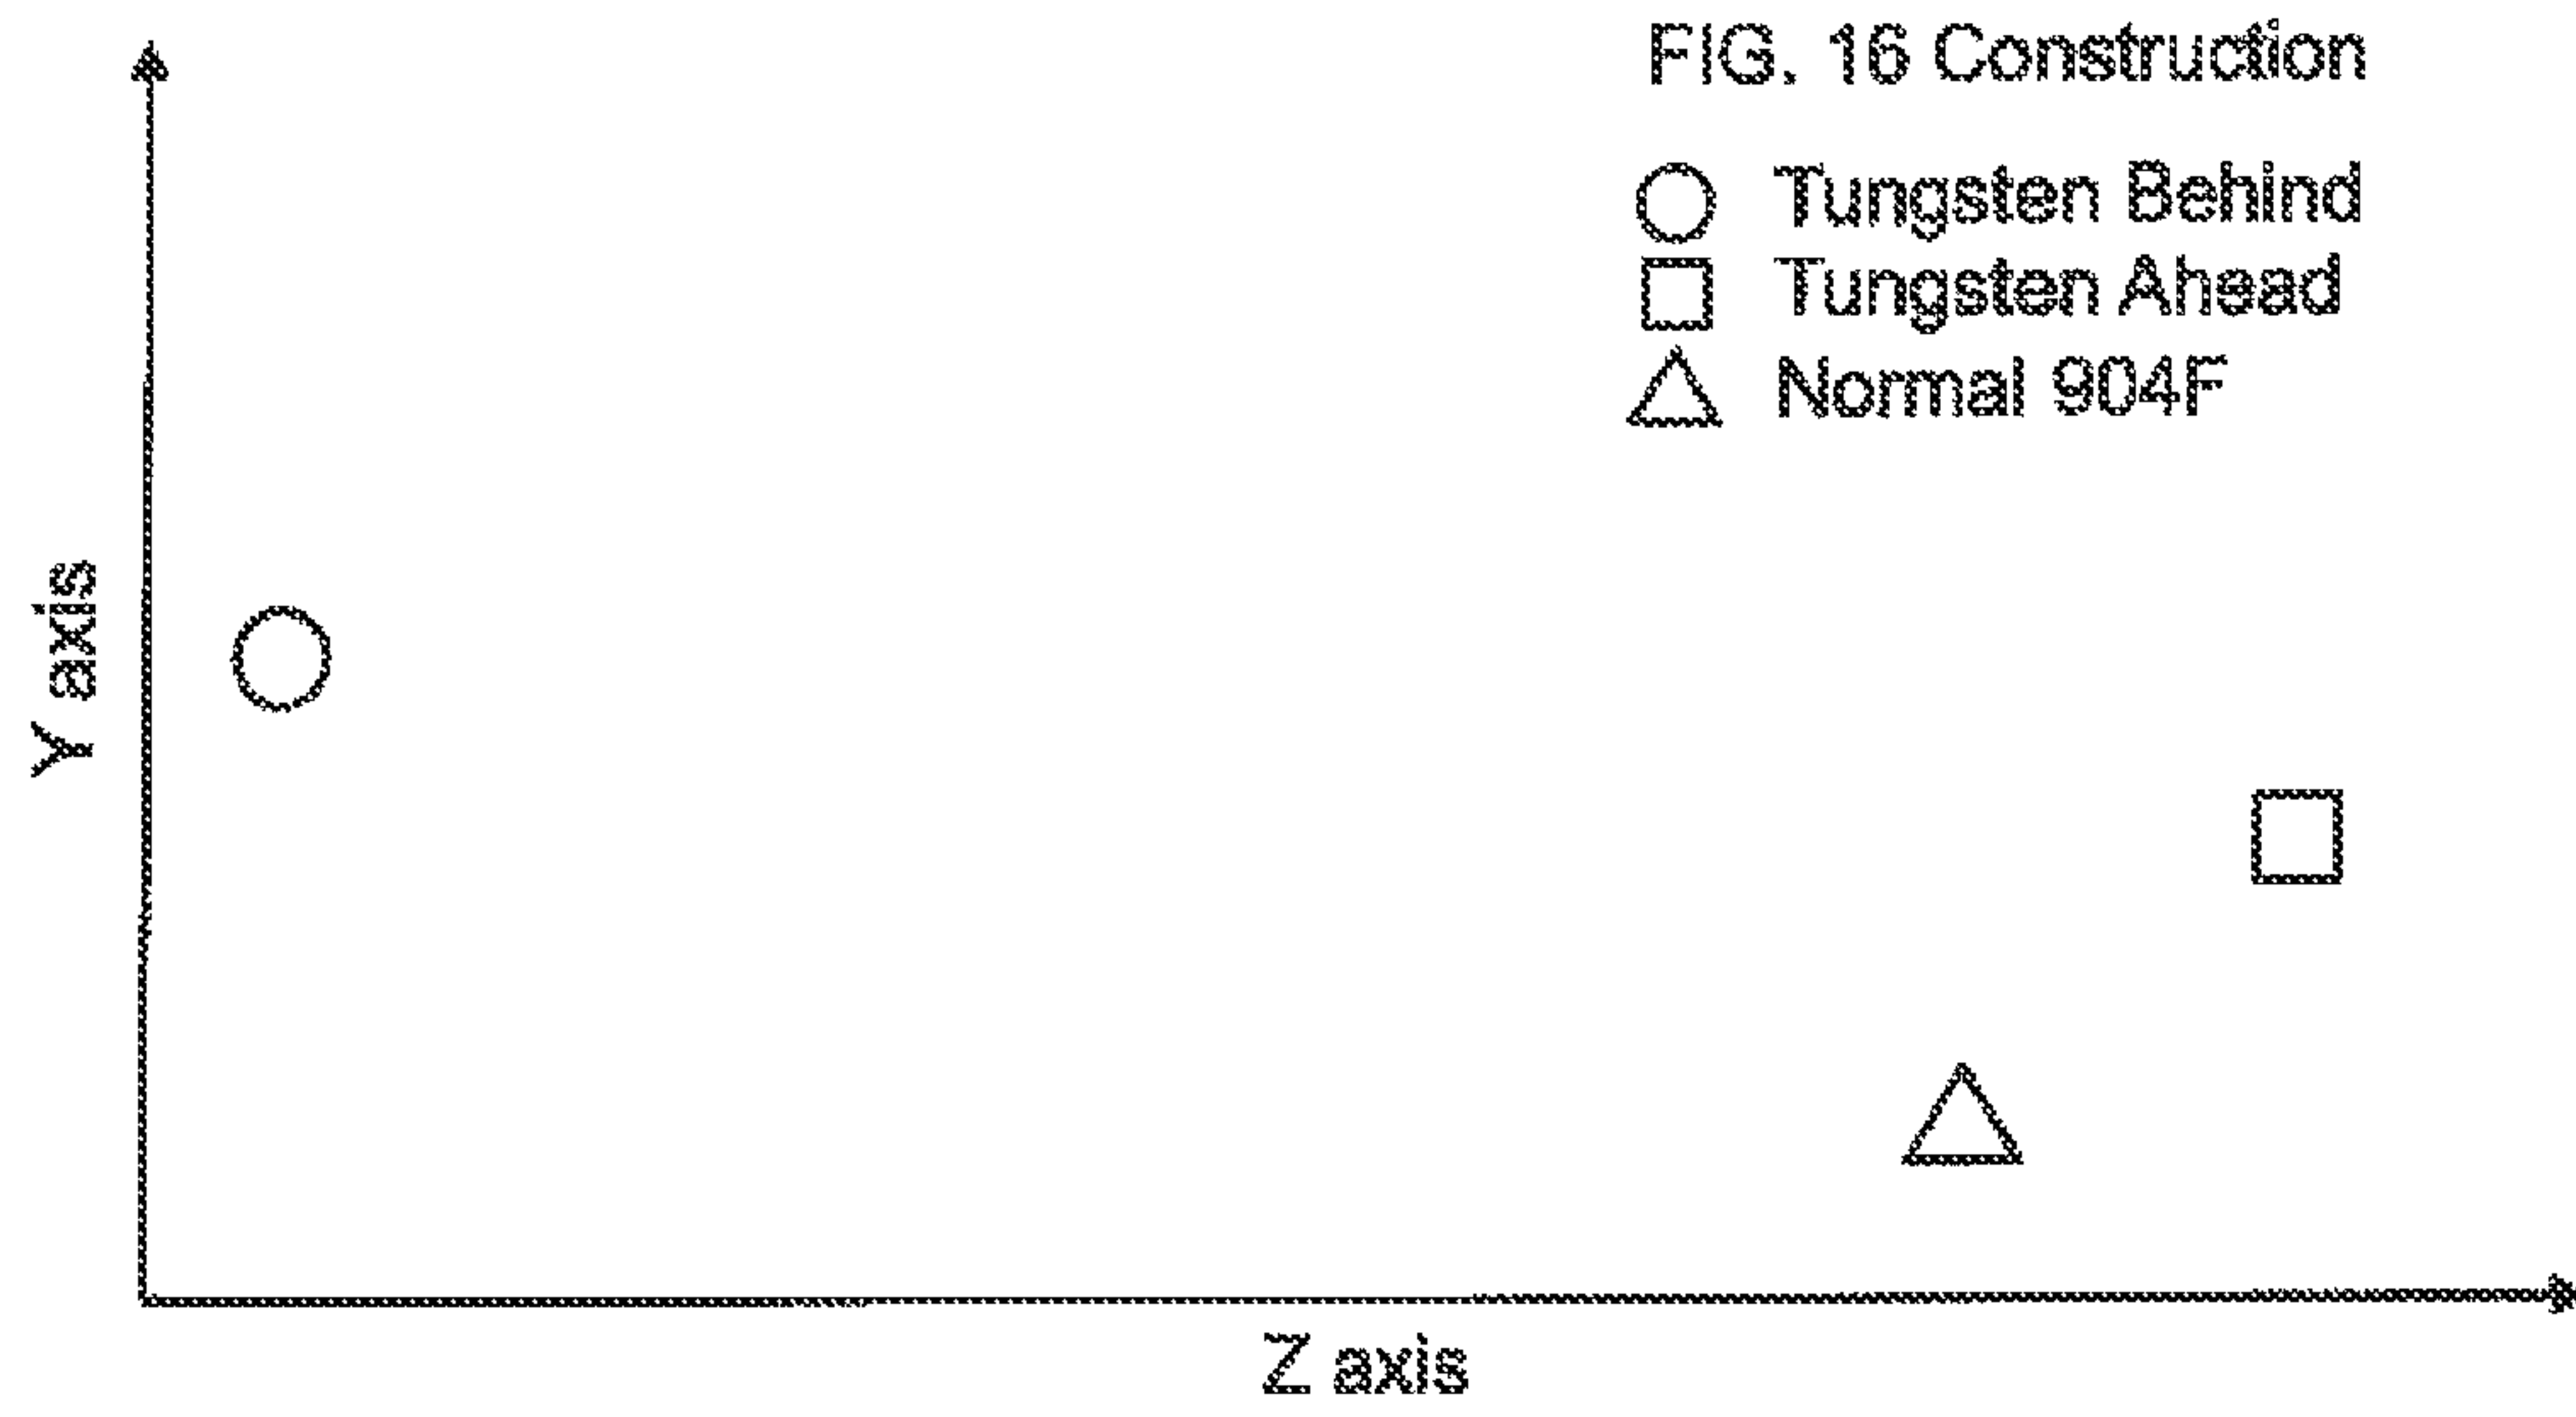 FIG. 16 Construction
Tungsten Behind
Tungsten Ahead
Normal 904F
Y axis
Z axis